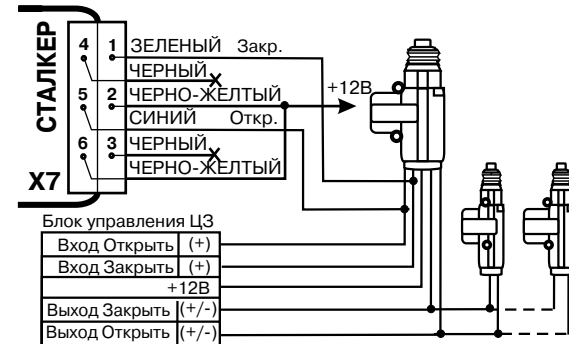 СТАЛКЕР
X7
4 1 ЗЕЛЕНЫЙ Закр.
ЧЕРНЫЙ
5 2 ЧЕРНО-ЖЕЛТЫЙ +12В
СИНИЙ Откр.
6 3 ЧЕРНЫЙ
ЧЕРНО-ЖЕЛТЫЙ
Блок управления ЦЗ
Вход Открыть (+)
Вход Закрыть (+)
+12В
Выход Закрыть (+/-)
Выход Открыть (+/-)